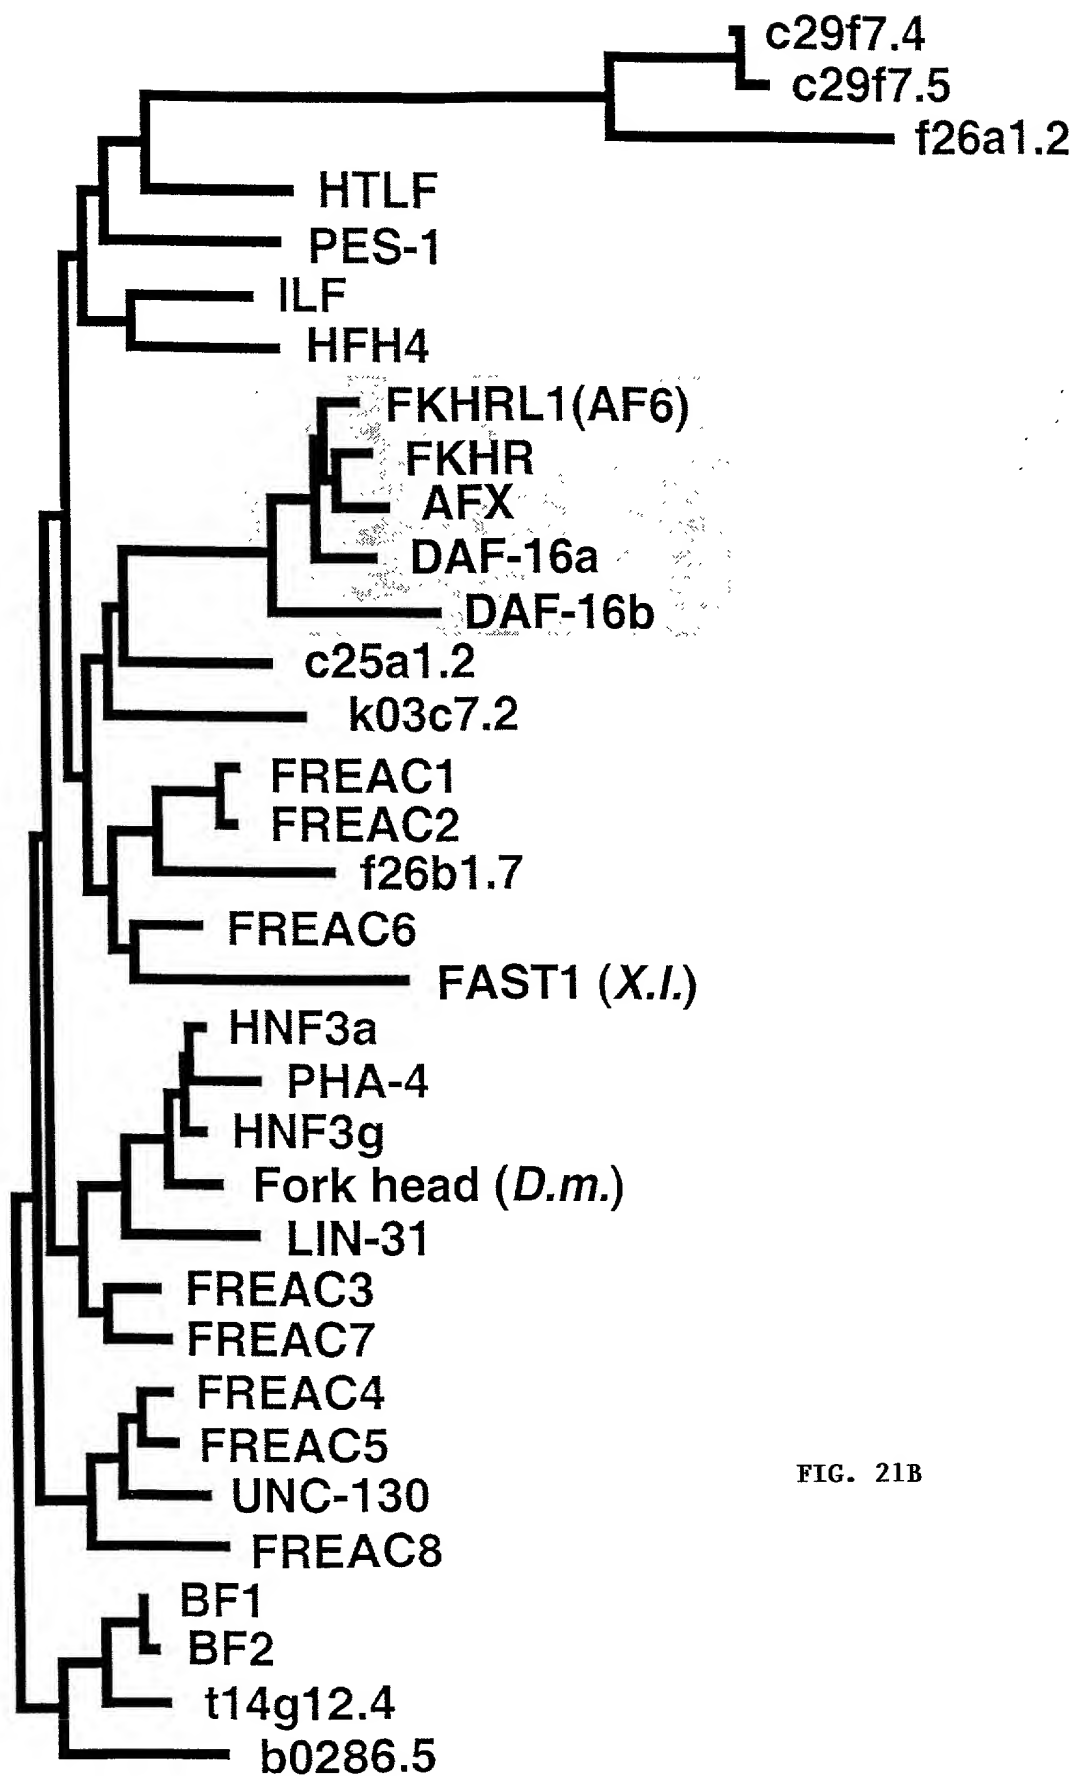 c29f7.4
c29f7.5
f26a1.2
HTLF
PES-1
ILF
HFH4
FKHRL1(AF6)
FKHR
AFX
DAF-16a
DAF-16b
c25a1.2
k03c7.2
FREAC1
FREAC2
f26b1.7
FREAC6
FAST1 (X.l.)
HNF3a
PHA-4
HNF3g
Fork head (D.m.)
LIN-31
FREAC3
FREAC7
FREAC4
FREAC5
FIG. 21B
UNC-130
FREAC8
BF1
BF2
t14g12.4
b0286.5